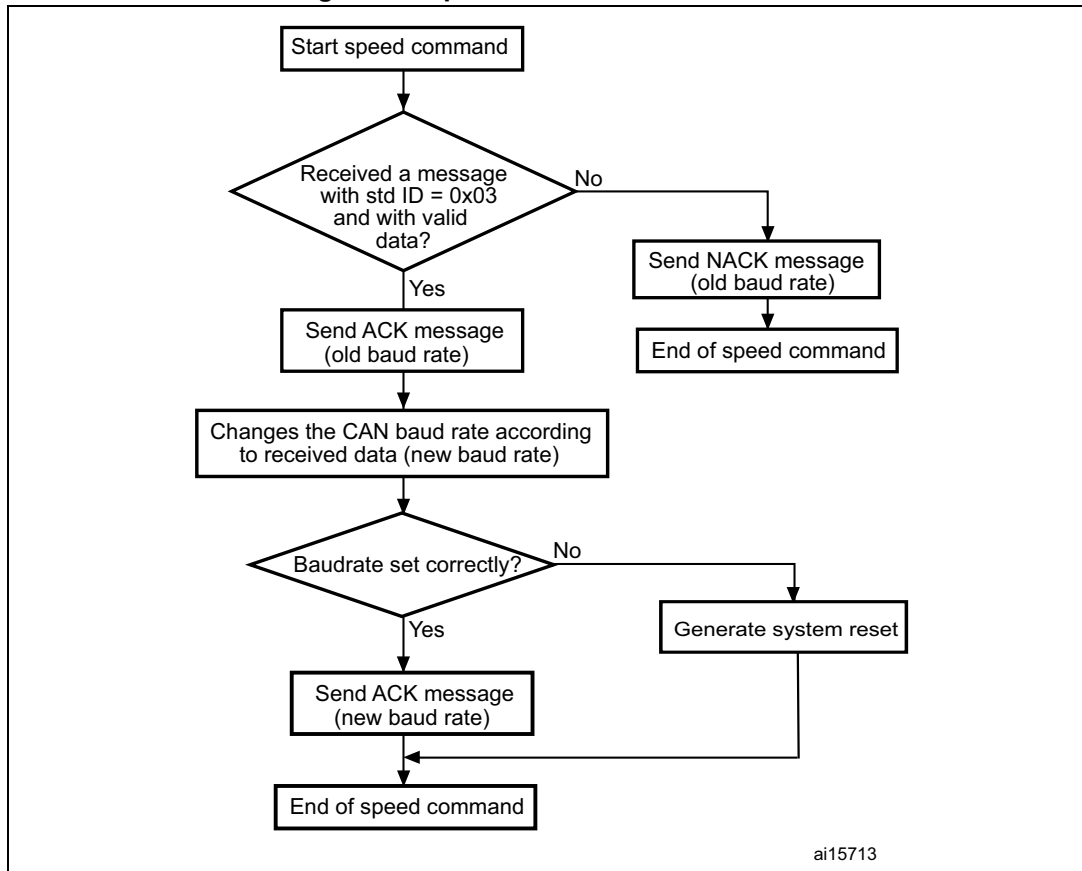 Start speed command
Received a message
with std ID = 0x03
and with valid
data?
No
Yes
Send NACK message
(old baud rate)
End of speed command
Send ACK message
(old baud rate)
Changes the CAN baud rate according
to received data (new baud rate)
Baudrate set correctly?
No
Yes
Generate system reset
Send ACK message
(new baud rate)
End of speed command
ai15713